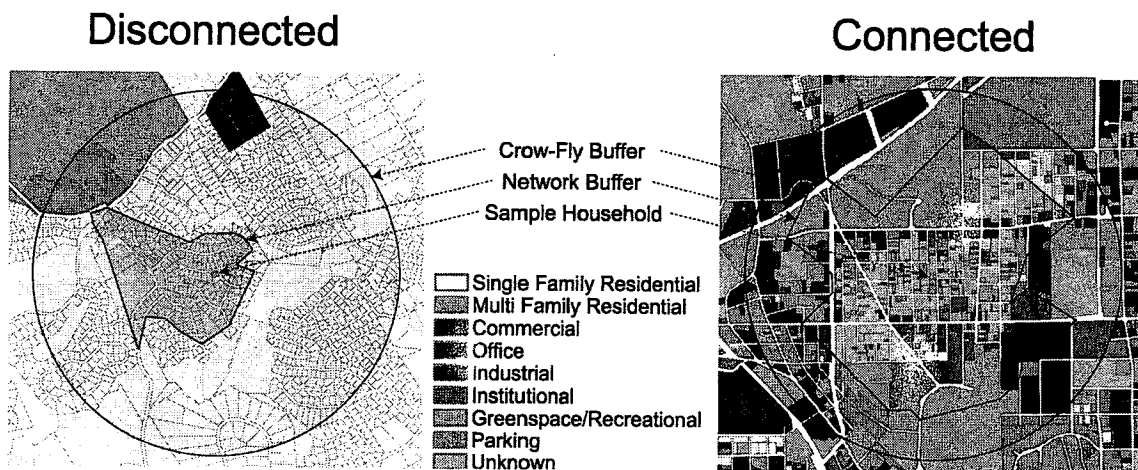 Disconnected
Connected
Crow-Fly Buffer
Network Buffer
Sample Household
Single Family Residential
Multi Family Residential
Commercial
Office
Industrial
Institutional
Greenspace/Recreational
Parking
Unknown